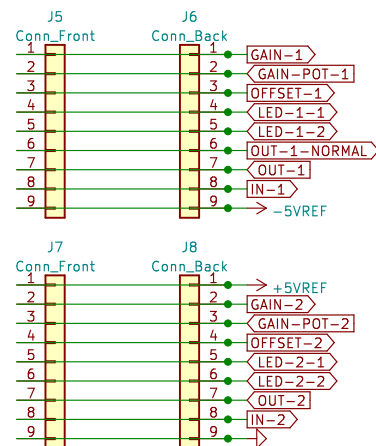 J5 J6
Conn_Front Conn_Back
1 1 GAIN-1
2 2 GAIN-POT-1
3 3 OFFSET-1
4 4 LED-1-1
5 5 LED-1-2
6 6 OUT-1-NORMAL
7 7 OUT-1
8 8 IN-1
9 9 -5VREF
J7 J8
Conn_Front Conn_Back
1 1 +5VREF
2 2 GAIN-2
3 3 GAIN-POT-2
4 4 OFFSET-2
5 5 LED-2-1
6 6 LED-2-2
7 7 OUT-2
8 8 IN-2
9 9